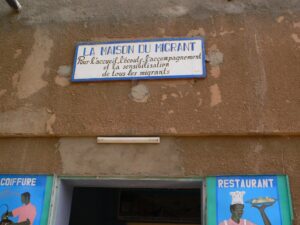 LA MAISON DU MIGRANT
Pour l'accueil l'écoute l'accompagnement
et la sensibilisation
de tous les migrants
COIFFURE
RESTAURANT